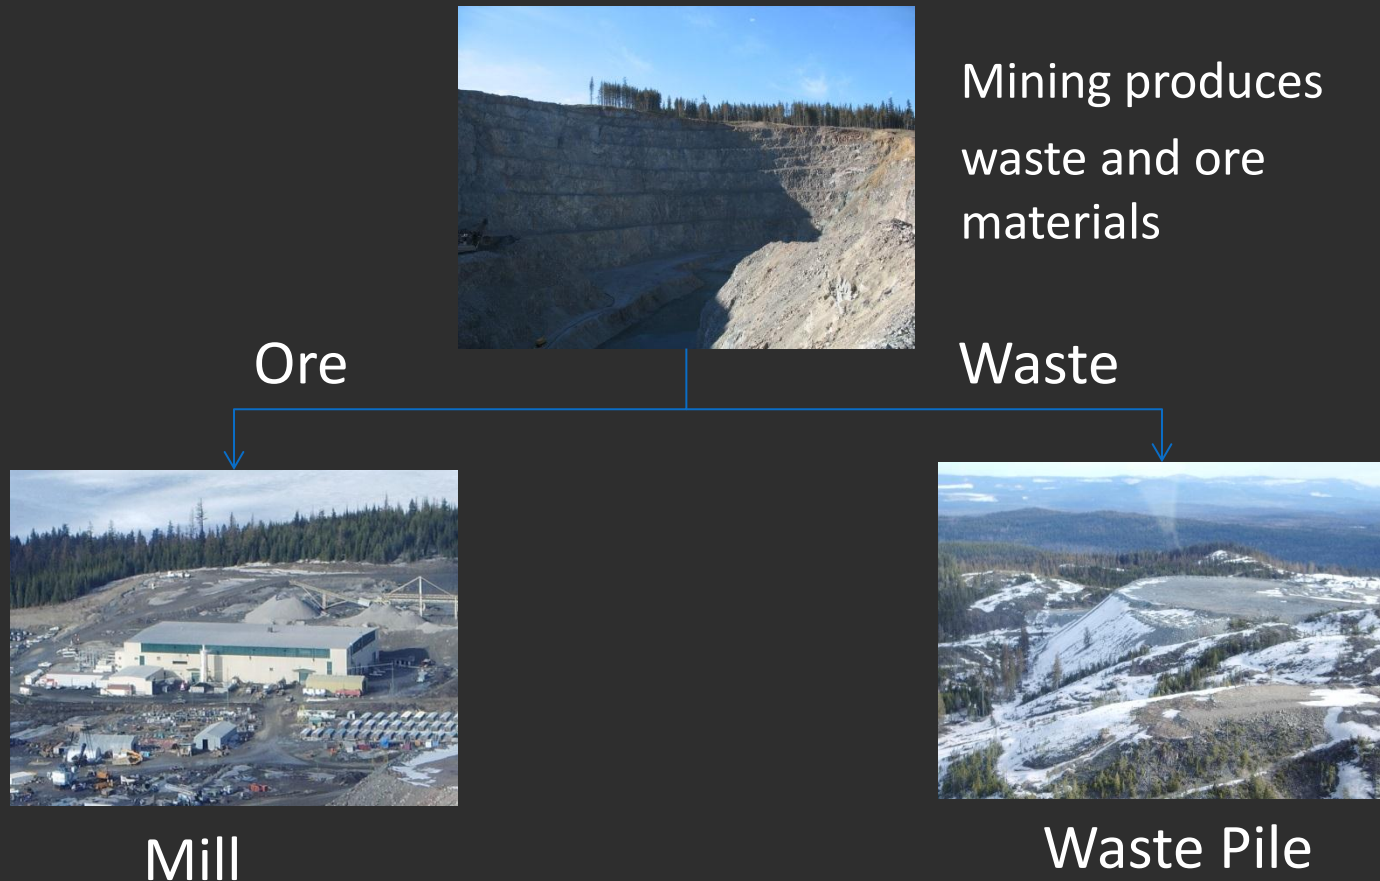 Mining produces
waste and ore
materials
Ore
Waste
Mill
Waste Pile